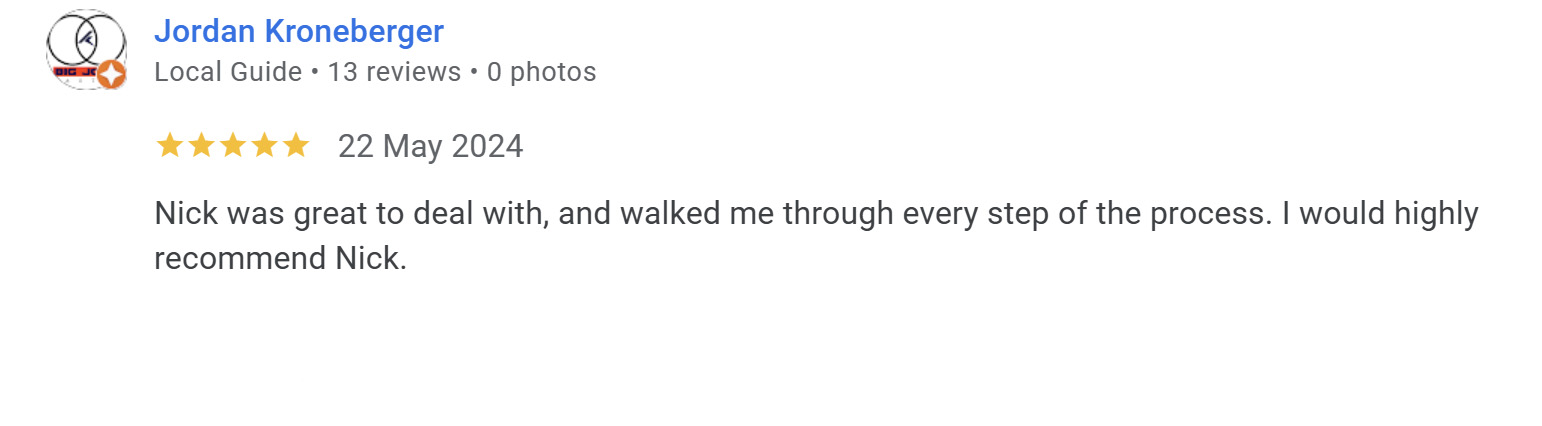 Jordan Kroneberger
Local Guide • 13 reviews • 0 photos
22 May 2024
Nick was great to deal with, and walked me through every step of the process. I would highly
recommend Nick.
BIG